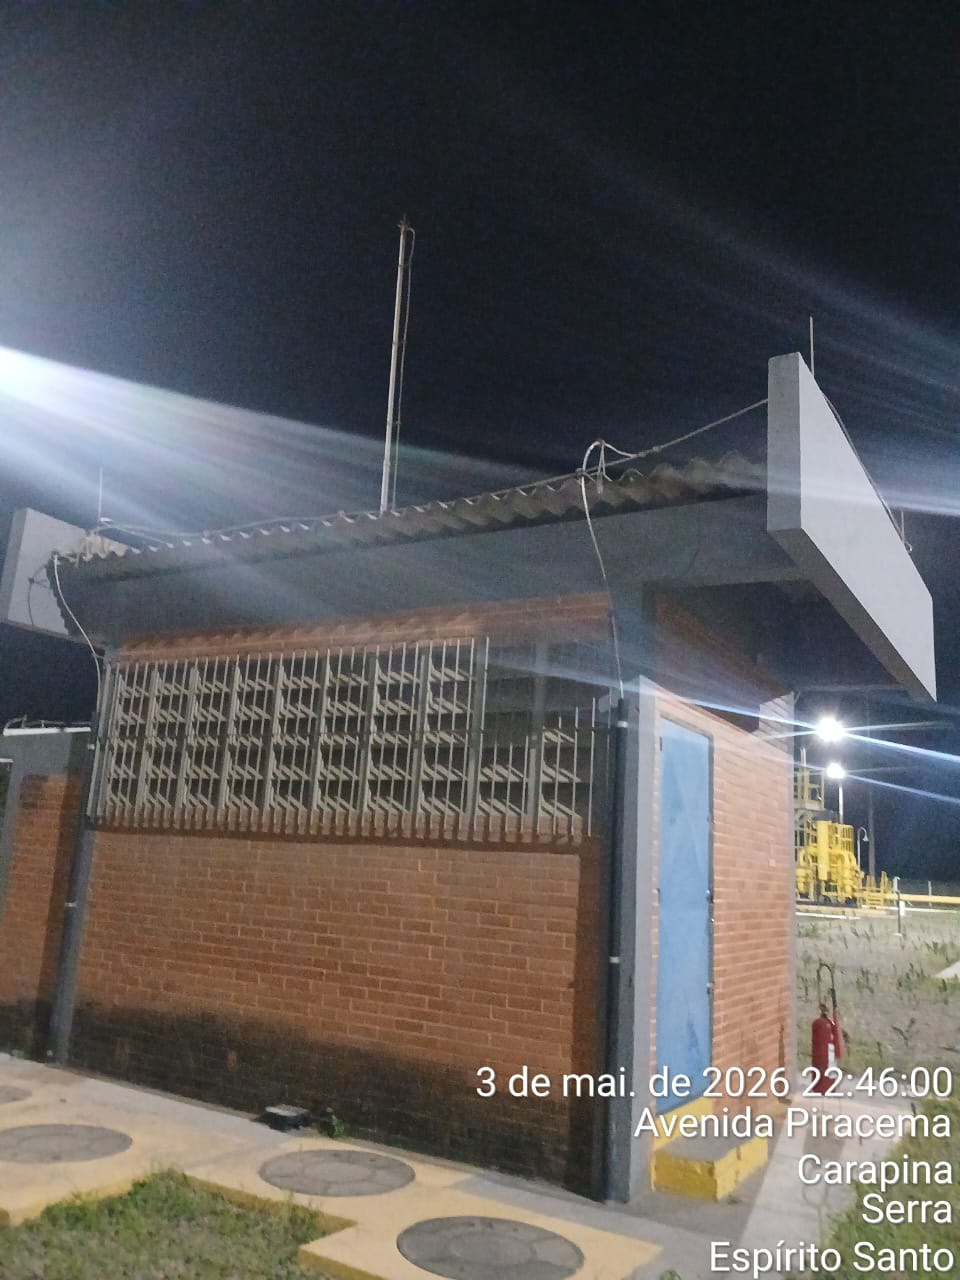 3 de mai. de 2026 22:46:00
Avenida Piracema
Carapina
Serra
Espírito Santo